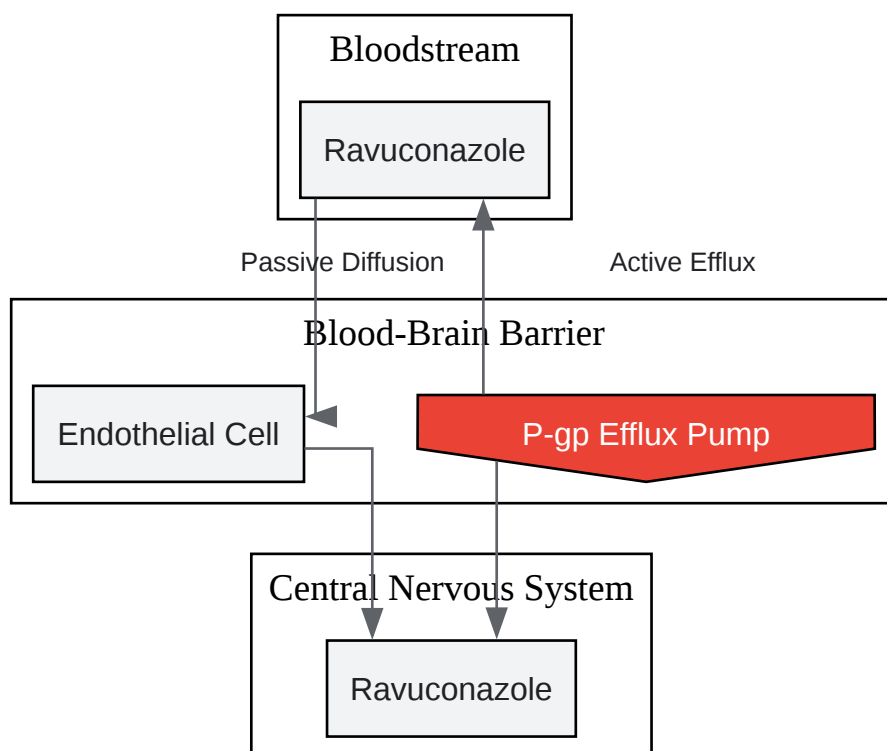 Bloodstream
Ravuconazole
Passive Diffusion
Active Efflux
Blood-Brain Barrier
Endothelial Cell
P-gp Efflux Pump
Central Nervous System
Ravuconazole